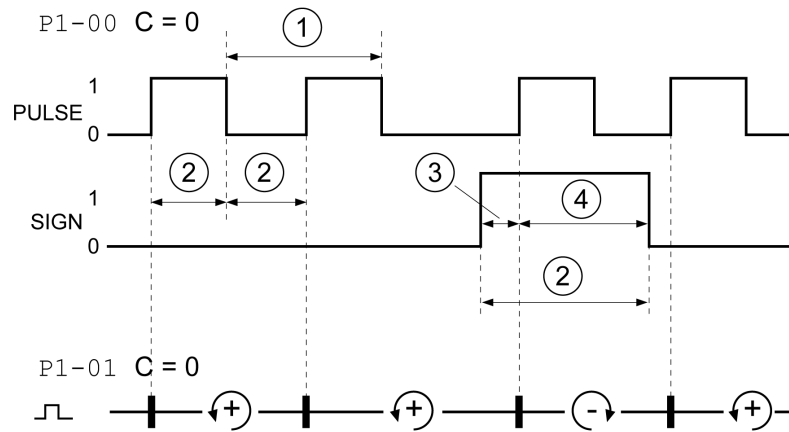 P1-00 C = 0
1
1
PULSE
0
2 2 3 4
1
SIGN
0
2
P1-01 C = 0
+ + - +